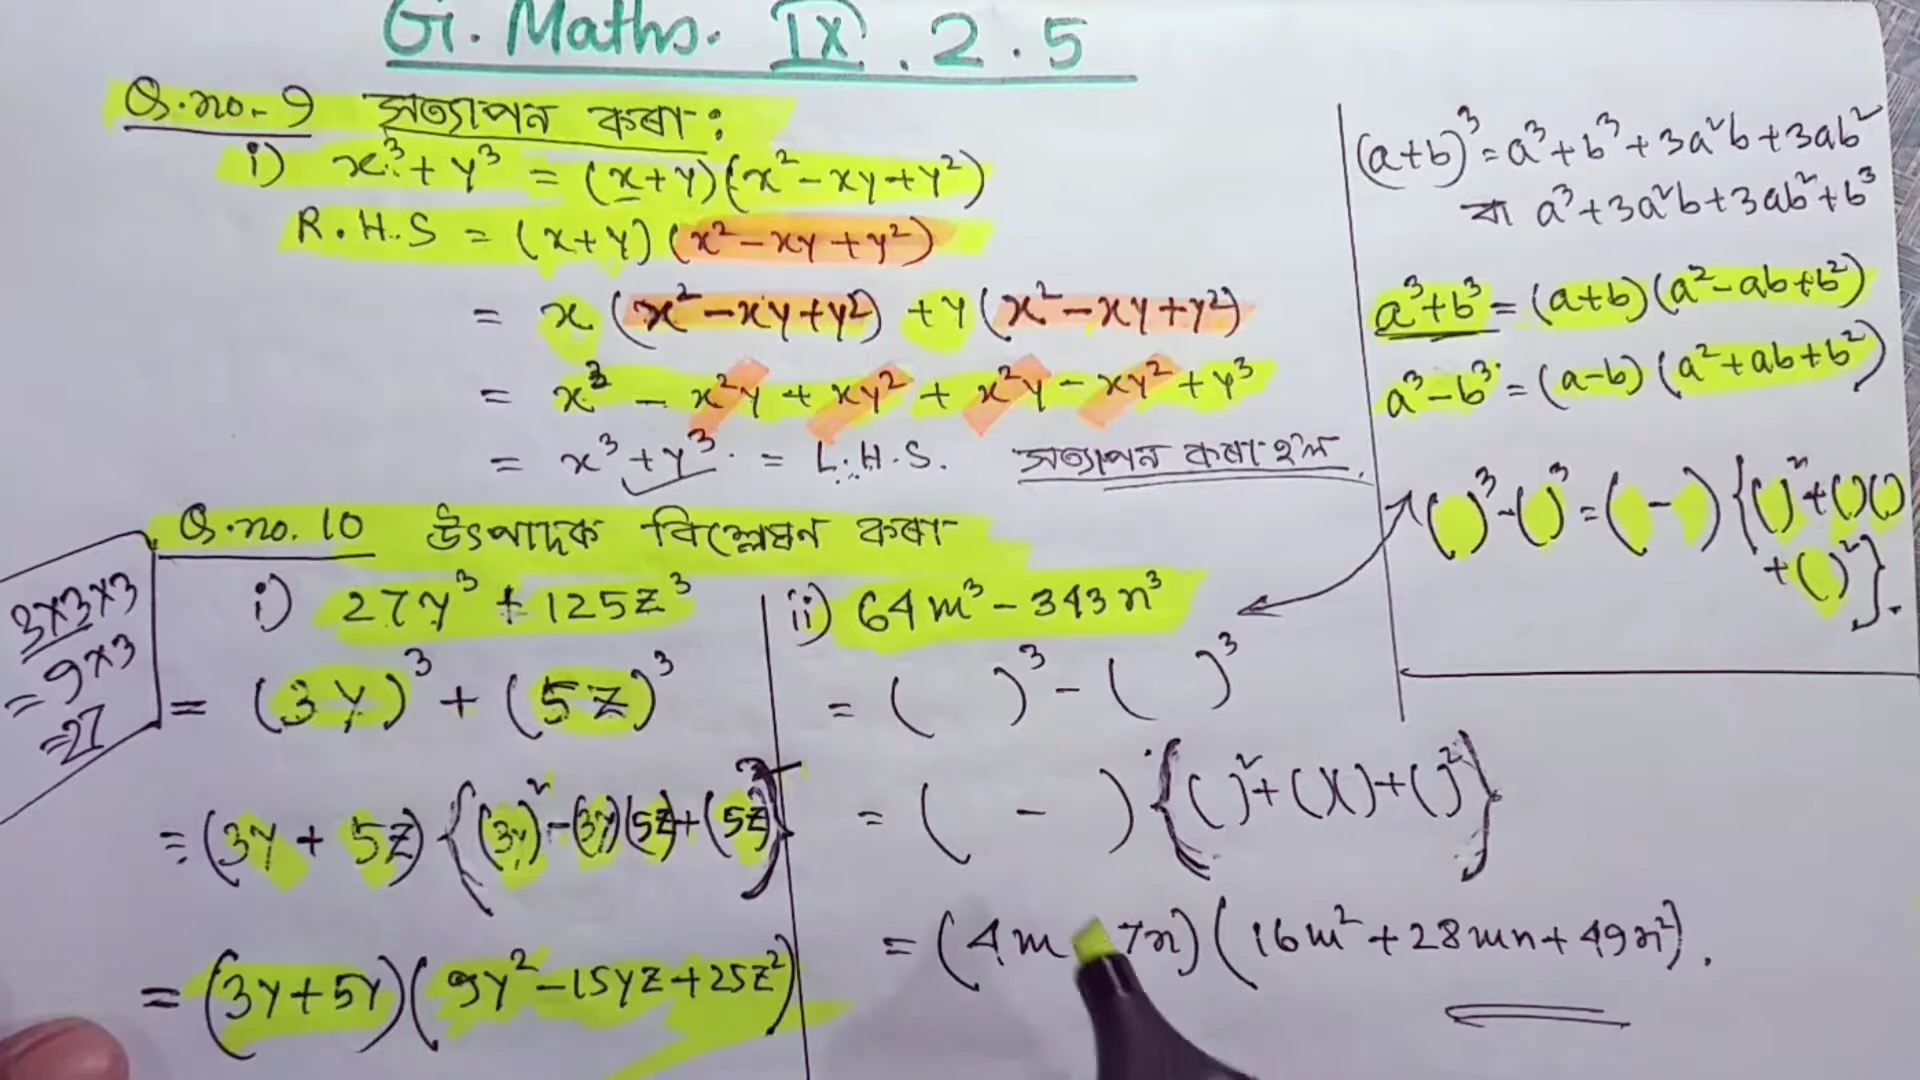 G. Maths. IX . 2 . 5
Q.no.- 9 সত্যাপন কৰা :
i) x³ + y³ = (x+y)(x²-xy+y²)
R.H.S = (x+y) (x²-xy+y²)
= x (x²-xy+y²) +y (x²-xy+y²)
= x³ - x²y + xy² + x²y - xy² + y³
= x³ + y³ = L.H.S. সত্যাপন কৰা হ'ল
(a+b)³ = a³+b³+3a²b+3ab²
বা a³+3a²b+3ab²+b³
a³+b³ = (a+b)(a²-ab+b²)
a³-b³ = (a-b)(a²+ab+b²)
( )³-( )³ = ( - ) {( )²+( )( )
+( )²}.
Q.no. 10 উৎপাদক বিশ্লেষণ কৰা
3×3×3
= 9×3
=27
i) 27y³ + 125z³
= (3y)³ + (5z)³
= (3y + 5z) {(3y)²-(3y)(5z)+(5z)²}
= (3y+5y)(9y²-15yz+25z²)
ii) 64m³ - 343n³
= ( )³ - ( )³
= ( - ) {( )²+( )( )+( )²}
= (4m 7n) (16m²+28mn+49n²).